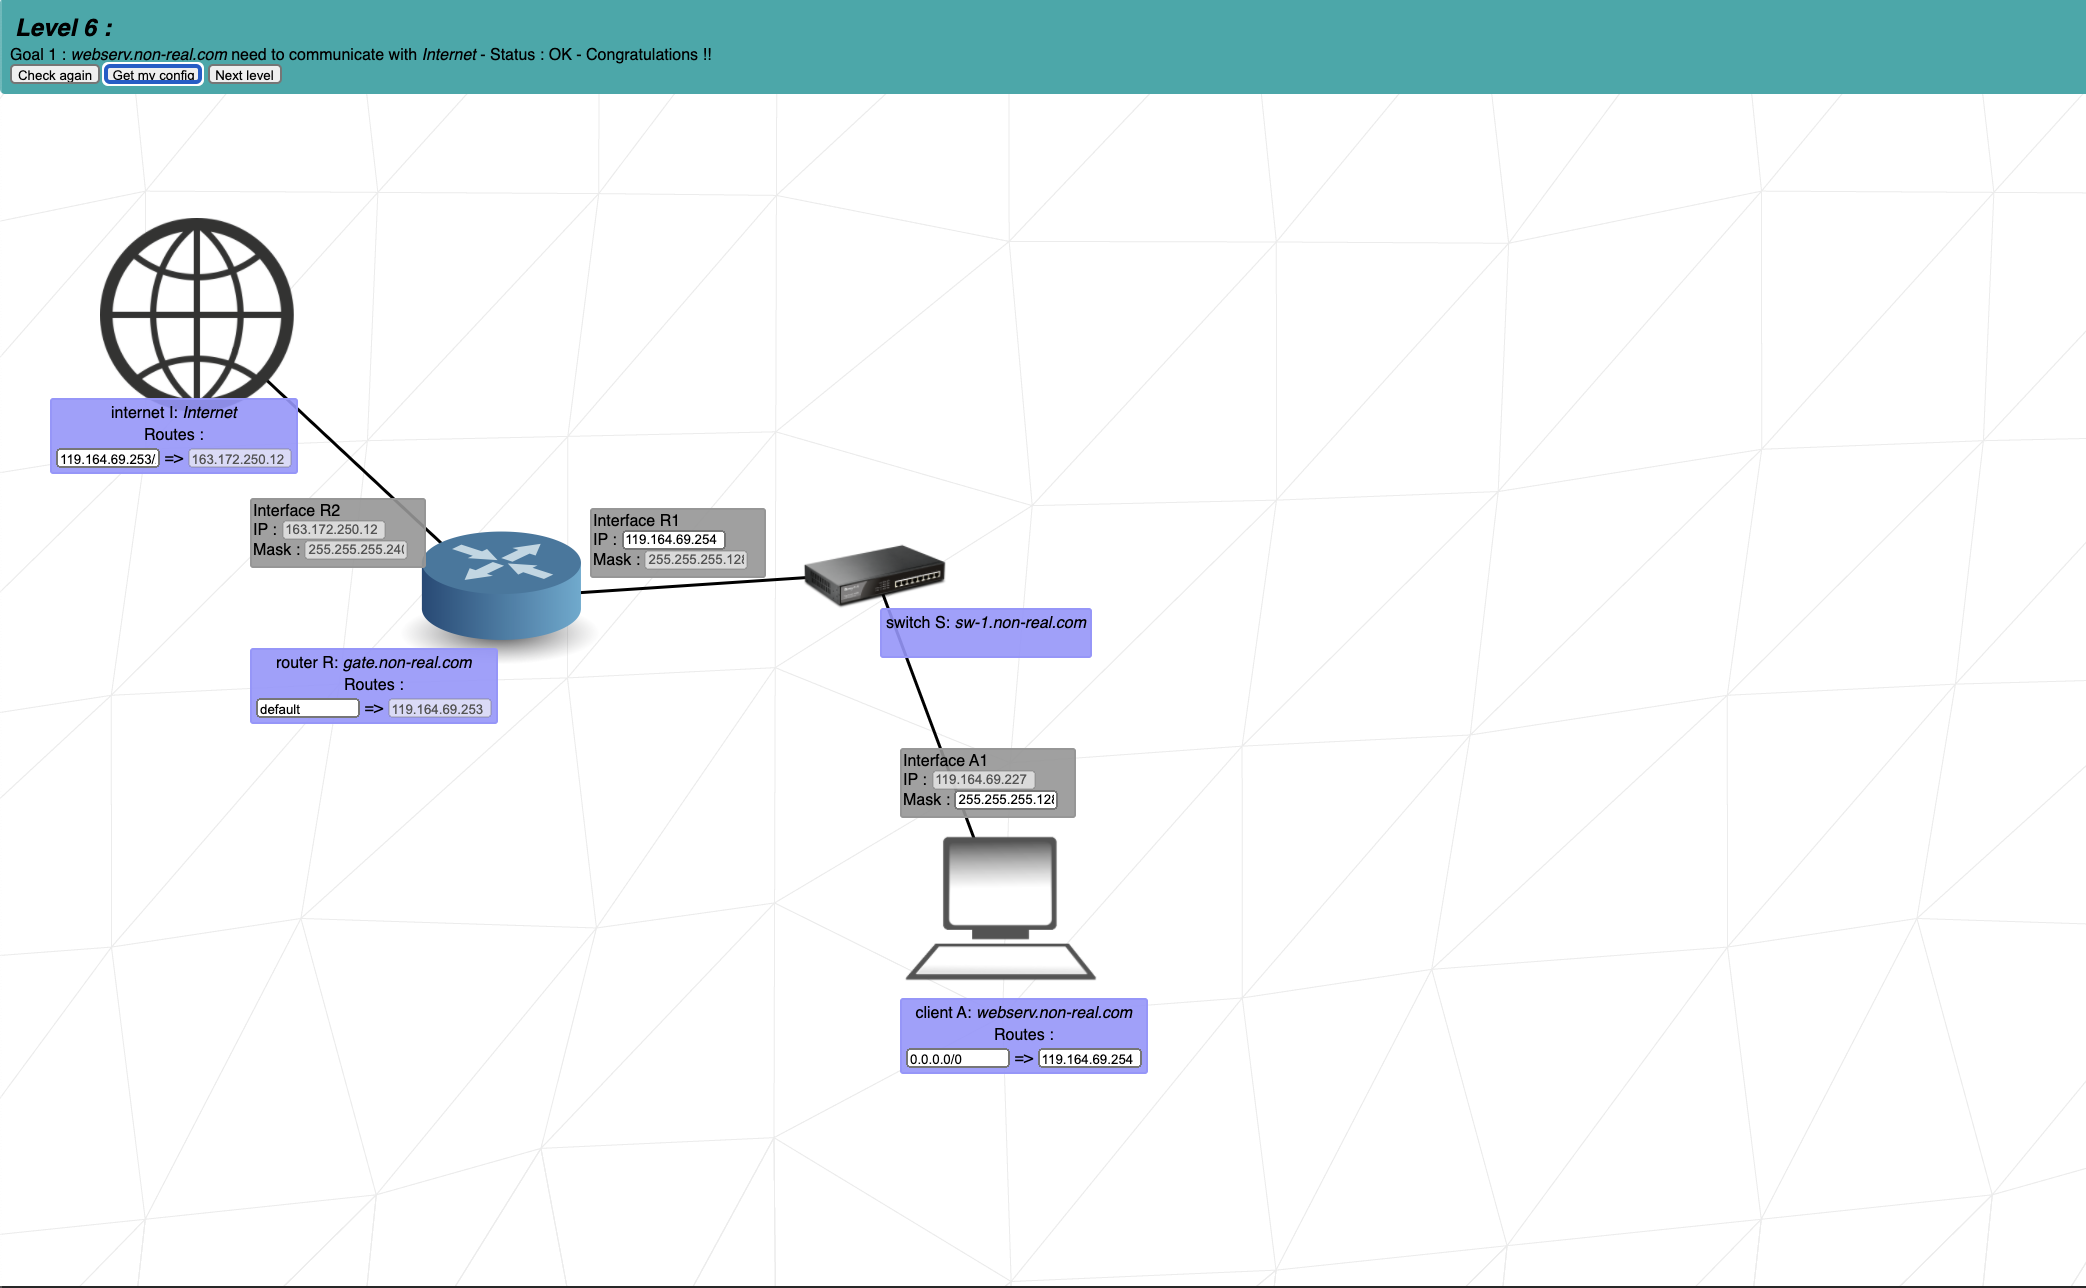 Level 6 :
Goal 1 : webserv.non-real.com need to communicate with Internet - Status : OK - Congratulations !!
Check again Get my config Next level
internet I: Internet
Routes :
119.164.69.253/ => 163.172.250.12
Interface R2
IP : 163.172.250.12
Mask : 255.255.255.240
Interface R1
IP : 119.164.69.254
Mask : 255.255.255.128
switch S: sw-1.non-real.com
router R: gate.non-real.com
Routes :
default => 119.164.69.253
Interface A1
IP : 119.164.69.227
Mask : 255.255.255.128
client A: webserv.non-real.com
Routes :
0.0.0.0/0 => 119.164.69.254